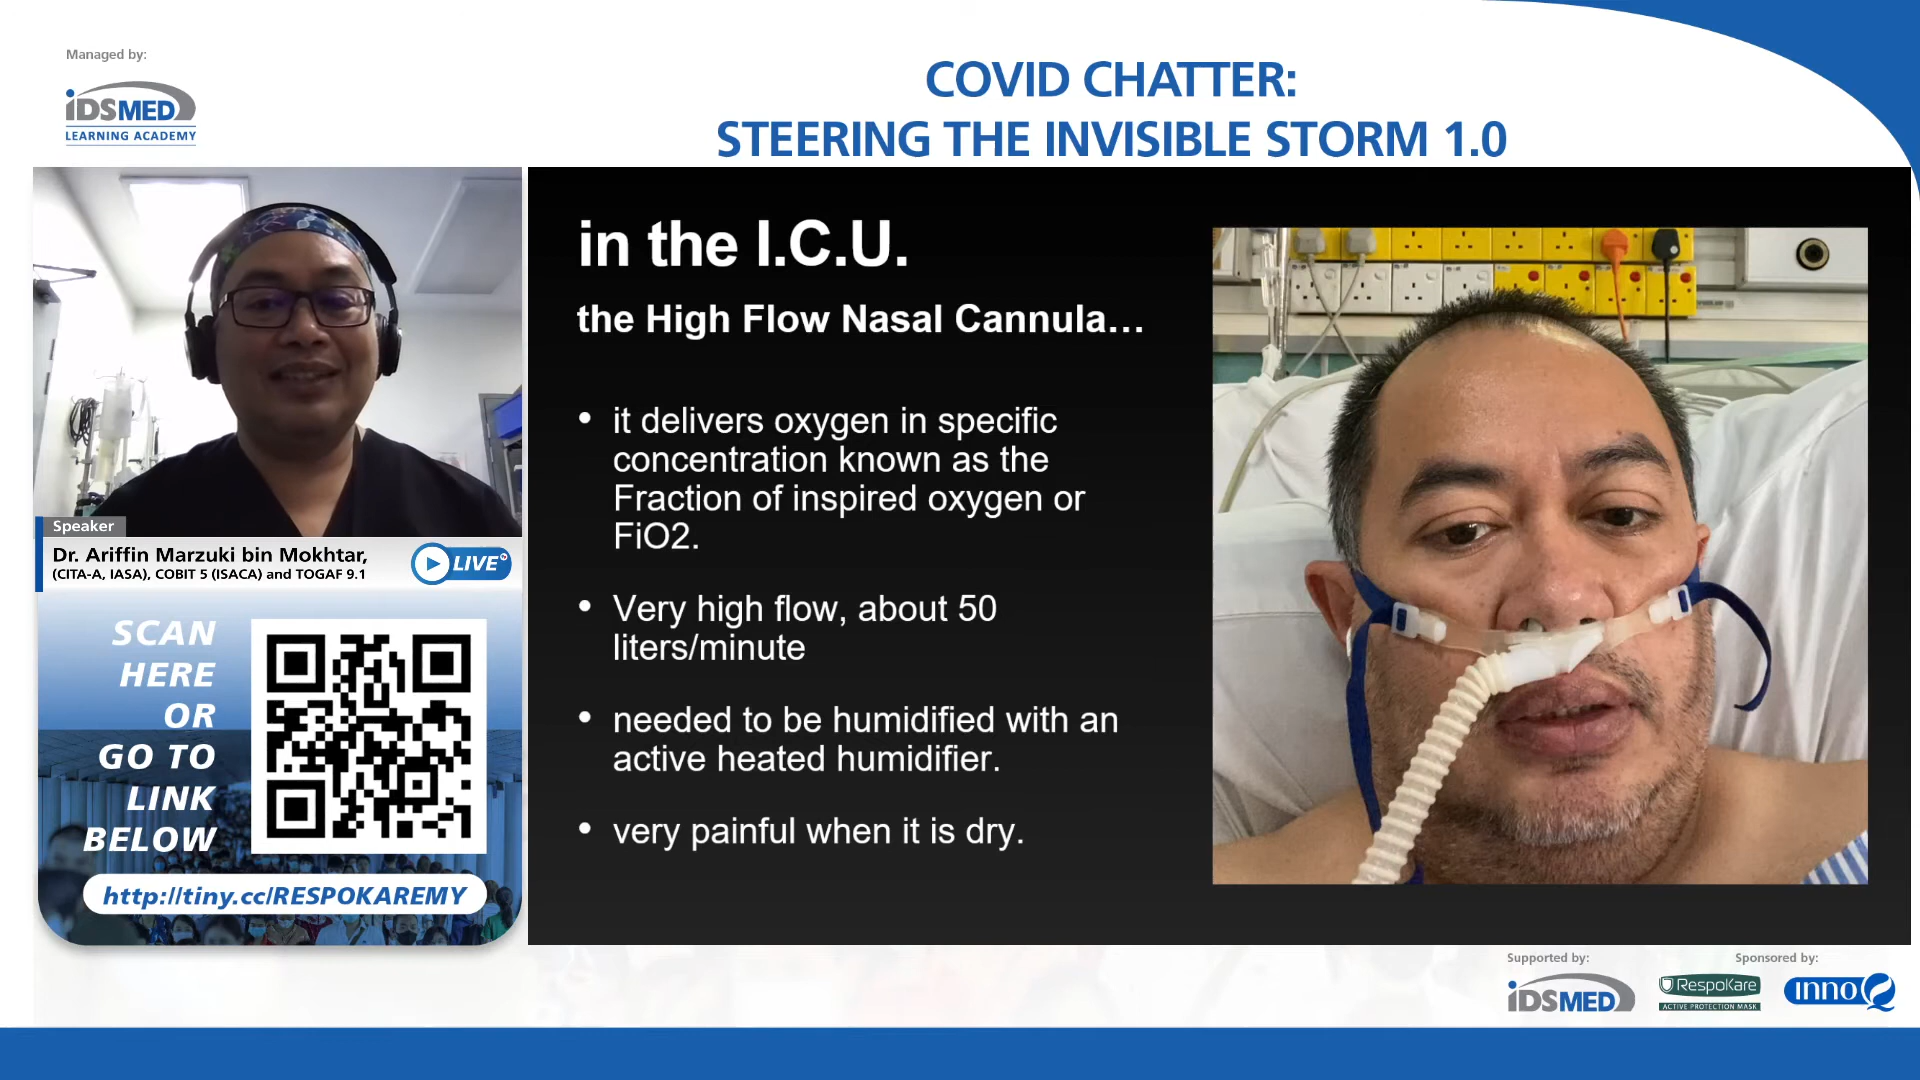 Managed by:
iDSMED
LEARNING ACADEMY
COVID CHATTER:
STEERING THE INVISIBLE STORM 1.0
Speaker
Dr. Ariffin Marzuki bin Mokhtar,
(CITA-A, IASA), COBIT 5 (ISACA) and TOGAF 9.1
LIVE
SCAN
HERE
OR
GO TO
LINK
BELOW
http://tiny.cc/RESPOKAREMY
in the I.C.U.
the High Flow Nasal Cannula…
• it delivers oxygen in specific
concentration known as the
Fraction of inspired oxygen or
FiO2.
• Very high flow, about 50
liters/minute
• needed to be humidified with an
active heated humidifier.
• very painful when it is dry.
Supported by:
iDSMED
Sponsored by:
RespoKare
ACTIVE PROTECTION MASK
innoQ